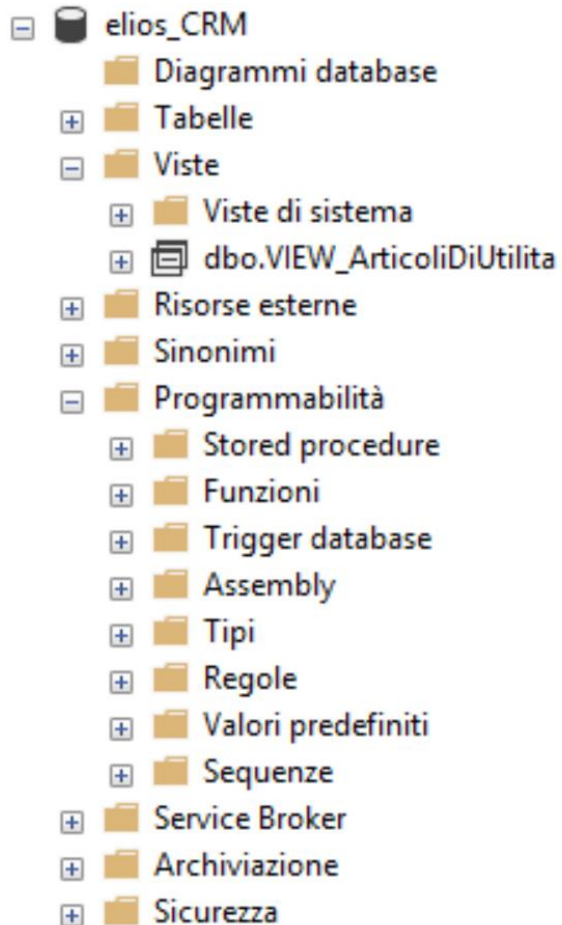 elios_CRM
Diagrammi database
Tabelle
Viste
Viste di sistema
dbo.VIEW_ArticoliDiUtilita
Risorse esterne
Sinonimi
Programmabilità
Stored procedure
Funzioni
Trigger database
Assembly
Tipi
Regole
Valori predefiniti
Sequenze
Service Broker
Archiviazione
Sicurezza